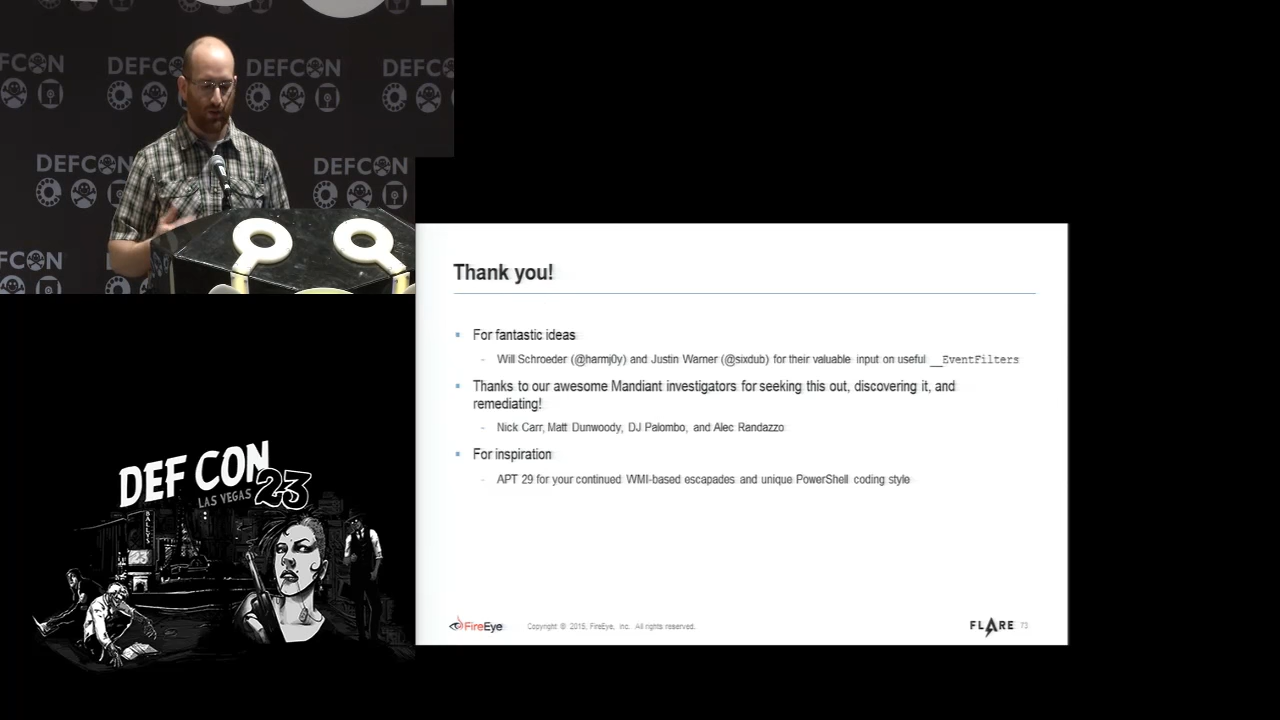 DEFCON DEFCON DEFCON DEFCON
DEFCON DEFCON
DEFCON
Thank you!
For fantastic ideas
- Will Schroeder (@harmj0y) and Justin Warner (@sixdub) for their valuable input on useful __EventFilters
Thanks to our awesome Mandiant investigators for seeking this out, discovering it, and
remediating!
- Nick Carr, Matt Dunwoody, DJ Palombo, and Alec Randazzo
For inspiration
- APT 29 for your continued WMI-based escapades and unique PowerShell coding style
FireEye Copyright © 2015, FireEye, Inc. All rights reserved. FLARE 73
DEF CON
LAS VEGAS 23
BALLYS